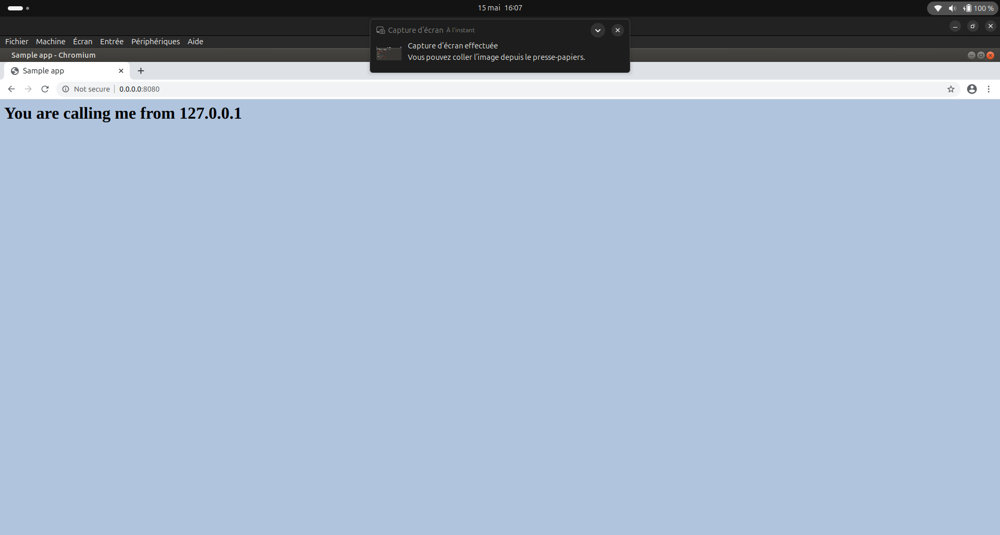 15 mai 16:07
100 %
Capture d'écran À l'instant
Capture d'écran effectuée
Vous pouvez coller l'image depuis le presse-papiers.
Fichier Machine Écran Entrée Périphériques Aide
Sample app - Chromium
Sample app
Not secure 0.0.0.0:8080
You are calling me from 127.0.0.1